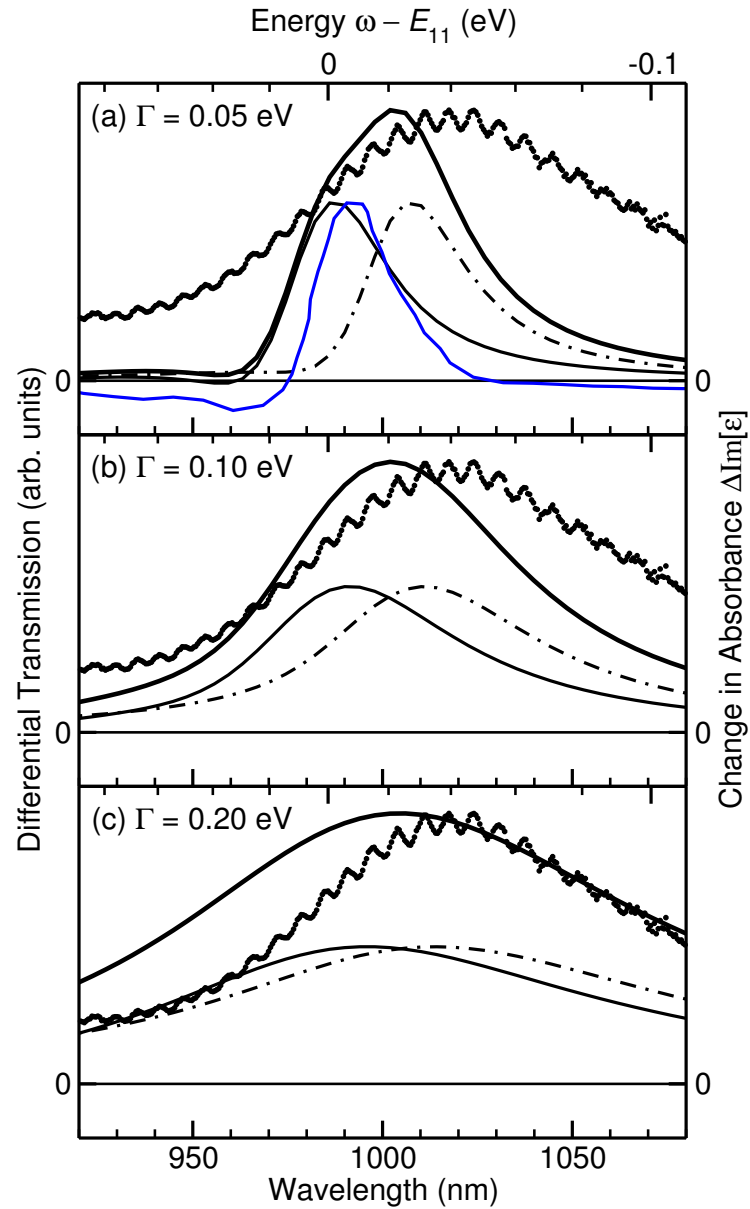 Energy ω – E₁₁ (eV)
0 -0.1
(a) Γ = 0.05 eV
0 0
(b) Γ = 0.10 eV
0 0
(c) Γ = 0.20 eV
0 0
Differential Transmission (arb. units)
Change in Absorbance ΔIm[ε]
950 1000 1050
Wavelength (nm)